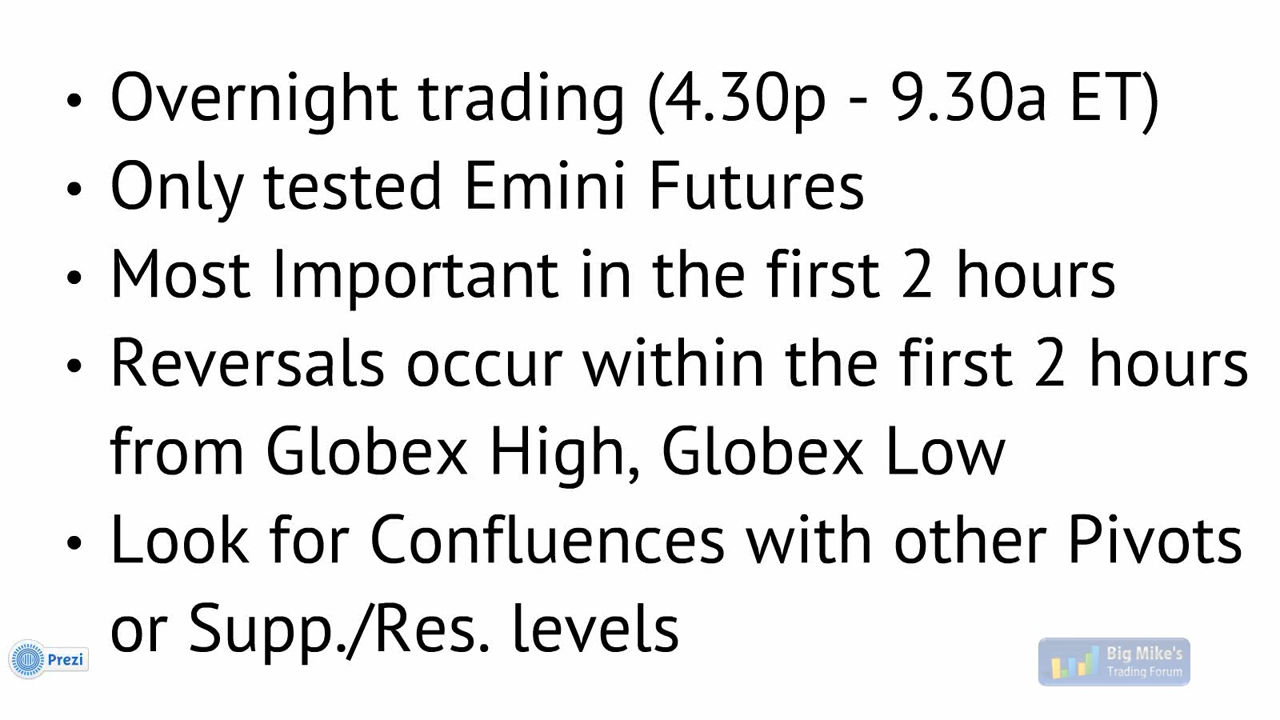 • Overnight trading (4.30p - 9.30a ET)
• Only tested Emini Futures
• Most Important in the first 2 hours
• Reversals occur within the first 2 hours
from Globex High, Globex Low
• Look for Confluences with other Pivots
or Supp./Res. levels
Prezi
Big Mike's
Trading Forum